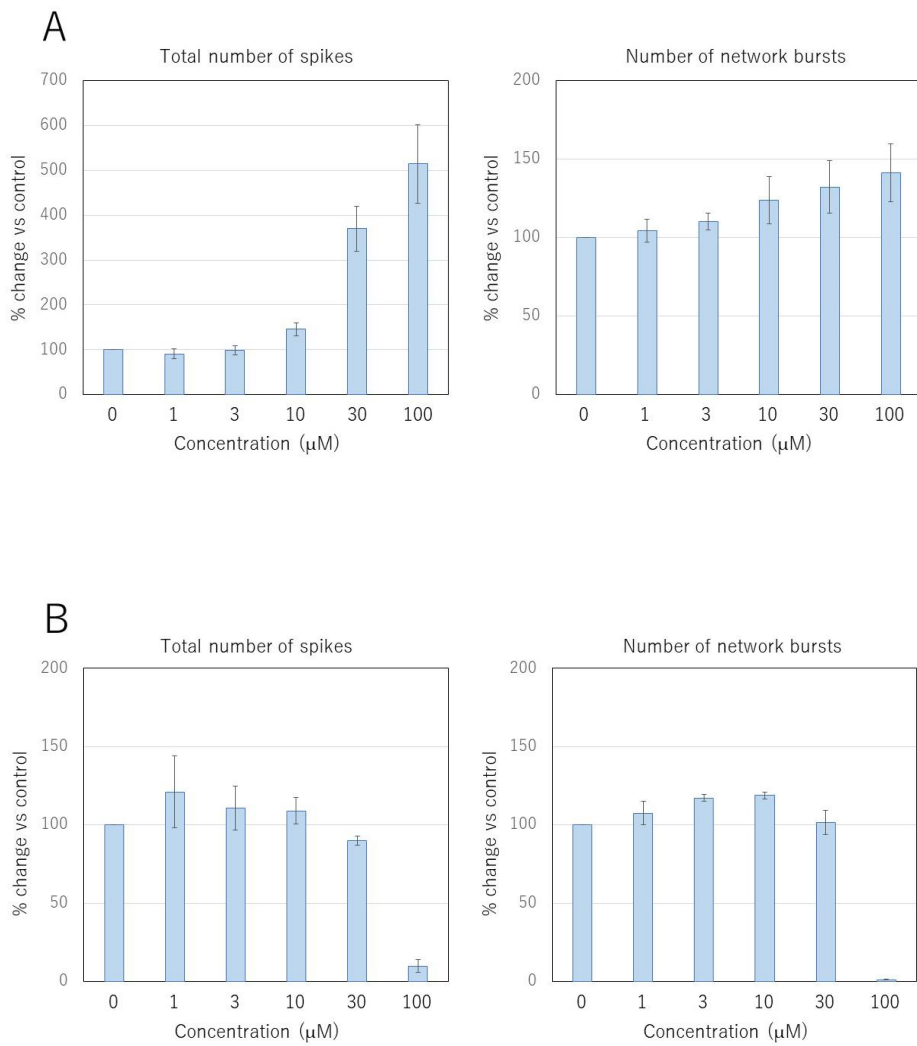 A
Total number of spikes
% change vs control
700
600
500
400
300
200
100
0
0 1 3 10 30 100
Concentration (μM)
Number of network bursts
% change vs control
200
150
100
50
0
0 1 3 10 30 100
Concentration (μM)
B
Total number of spikes
% change vs control
200
150
100
50
0
0 1 3 10 30 100
Concentration (μM)
Number of network bursts
% change vs control
200
150
100
50
0
0 1 3 10 30 100
Concentration (μM)